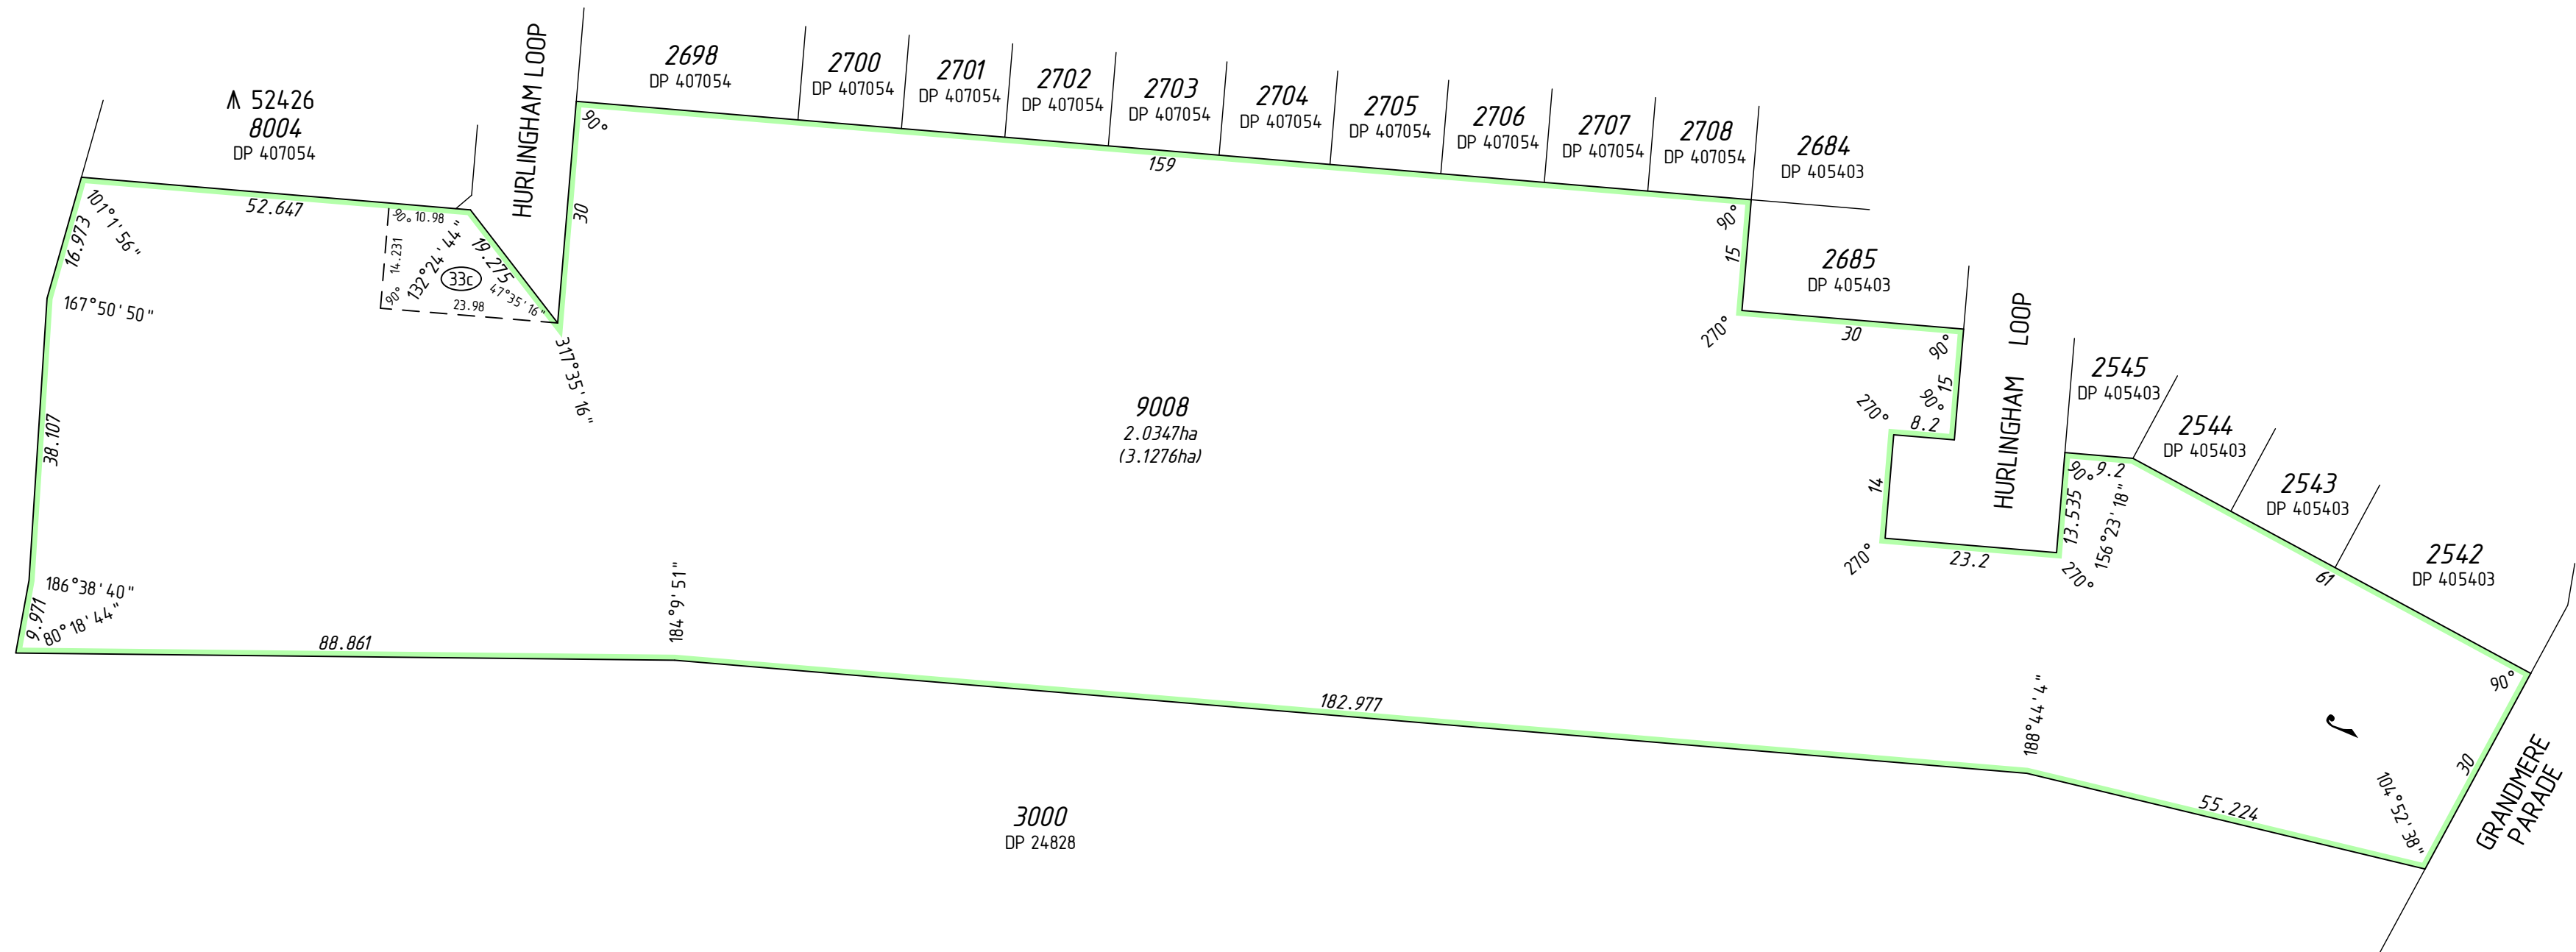 HURLINGHAM LOOP
2698
DP 407054
2700
DP 407054
2701
DP 407054
2702
DP 407054
2703
DP 407054
2704
DP 407054
2705
DP 407054
2706
DP 407054
2707
DP 407054
2708
DP 407054
2684
DP 405403
52426
8004
DP 407054
90°
159
30
52.647
101°1'56"
16.973
90°
10.98
14.231
132°24'44"
19.275
33c
90°
23.98
47°35'16"
317°35'16"
167°50'50"
90°
15
2685
DP 405403
270°
30
90°
15
HURLINGHAM LOOP
2545
DP 405403
2544
DP 405403
2543
DP 405403
2542
DP 405403
270°
90°
8.2
14
270°
23.2
270°
13.535
90°
9.2
156°23'18"
61
9008
2.0347ha
(3.1276ha)
38.107
186°38'40"
9.971
80°18'44"
88.861
184°9'51"
182.977
188°44'4"
55.224
104°52'38"
90°
30
GRANDMERE
PARADE
3000
DP 24828